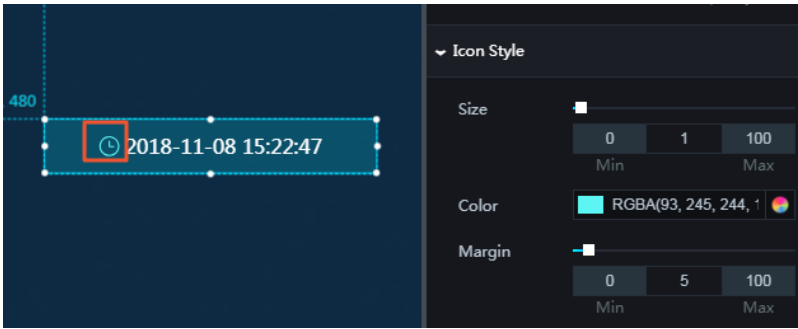 Icon Style
480
Size
0 1 100
Min Max
2018-11-08 15:22:47
Color RGBA(93, 245, 244, 1
Margin
0 5 100
Min Max